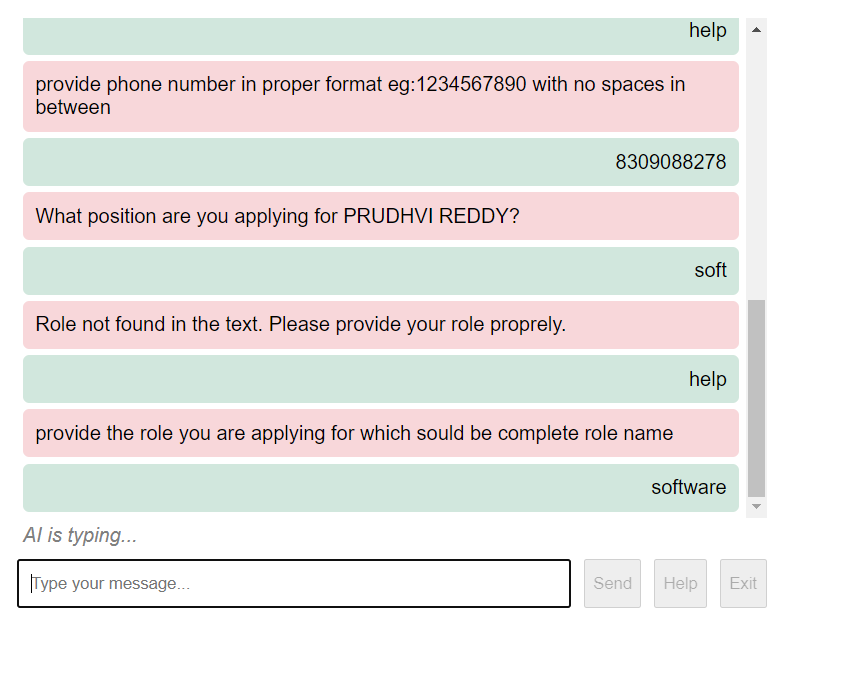 help
provide phone number in proper format eg:1234567890 with no spaces in
between
8309088278
What position are you applying for PRUDHVI REDDY?
soft
Role not found in the text. Please provide your role proprely.
help
provide the role you are applying for which sould be complete role name
software
AI is typing...
Type your message...
Send
Help
Exit